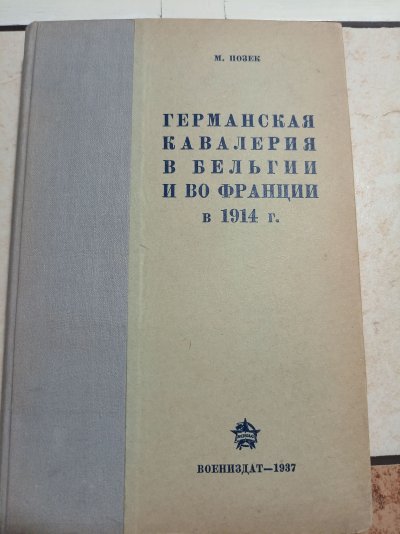 М. ПОЗЕК
ГЕРМАНСКАЯ
КАВАЛЕРИЯ
В БЕЛЬГИИ
И ВО ФРАНЦИИ
в 1914 г.
ВОЕНИЗДАТ—1937